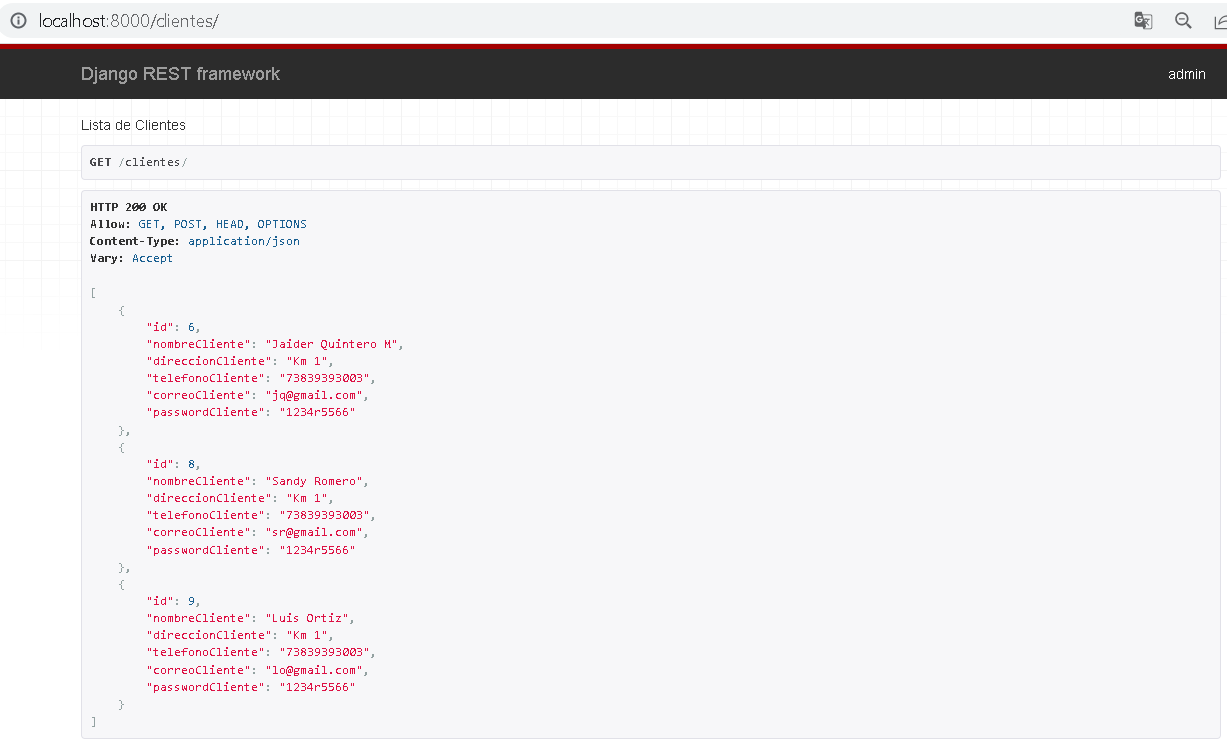 localhost:8000/clientes/
Django REST framework
admin
Lista de Clientes
GET /clientes/
HTTP 200 OK
Allow: GET, POST, HEAD, OPTIONS
Content-Type: application/json
Vary: Accept
[
    {
        "id": 6,
        "nombreCliente": "Jaider Quintero M",
        "direccionCliente": "Km 1",
        "telefonoCliente": "73839393003",
        "correoCliente": "jq@gmail.com",
        "passwordCliente": "1234r5566"
    },
    {
        "id": 8,
        "nombreCliente": "Sandy Romero",
        "direccionCliente": "Km 1",
        "telefonoCliente": "73839393003",
        "correoCliente": "sr@gmail.com",
        "passwordCliente": "1234r5566"
    },
    {
        "id": 9,
        "nombreCliente": "Luis Ortiz",
        "direccionCliente": "Km 1",
        "telefonoCliente": "73839393003",
        "correoCliente": "lo@gmail.com",
        "passwordCliente": "1234r5566"
    }
]